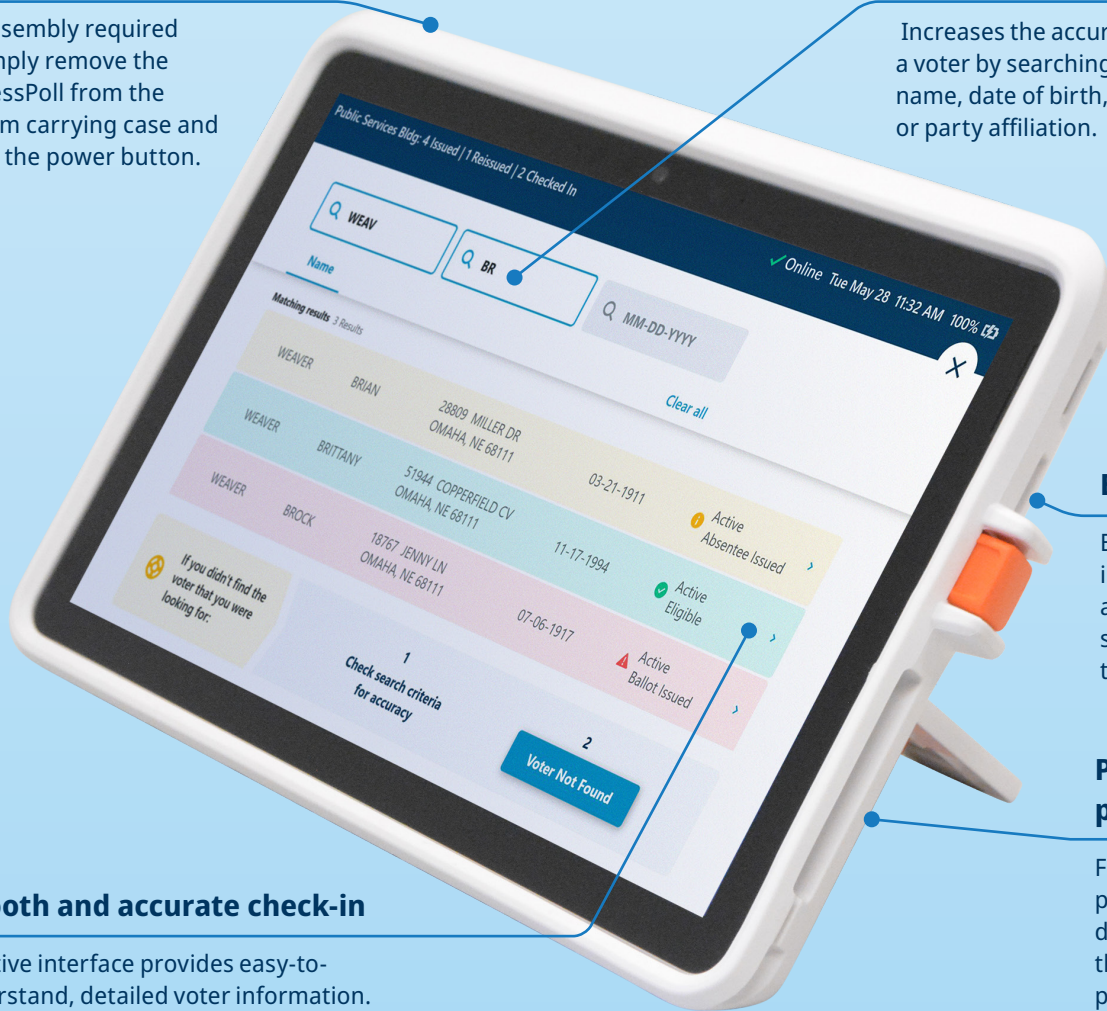 sembly required
nply remove the
essPoll from the
m carrying case and
the power button.
Increases the accur
a voter by searching
name, date of birth,
or party affiliation.
Public Services Bldg: 4 Issued | 1 Reissued | 2 Checked In
Online Tue May 28 11:32 AM 100%
WEAV
BR
MM-DD-YYYY
Name
Clear all
Matching results 3 Results
WEAVER BRIAN 28809 MILLER DR 03-21-1911 Active
OMAHA, NE 68111 Absentee Issued
WEAVER BRITTANY 51944 COPPERFIELD CV 11-17-1994 Active
OMAHA, NE 68111 Eligible
WEAVER BROCK 18767 JENNY LN 07-06-1917 Active
OMAHA, NE 68111 Ballot Issued
If you didn't find the
voter that you were
looking for:
1
Check search criteria
for accuracy
2
Voter Not Found
ooth and accurate check-in
tive interface provides easy-to-
rstand, detailed voter information.